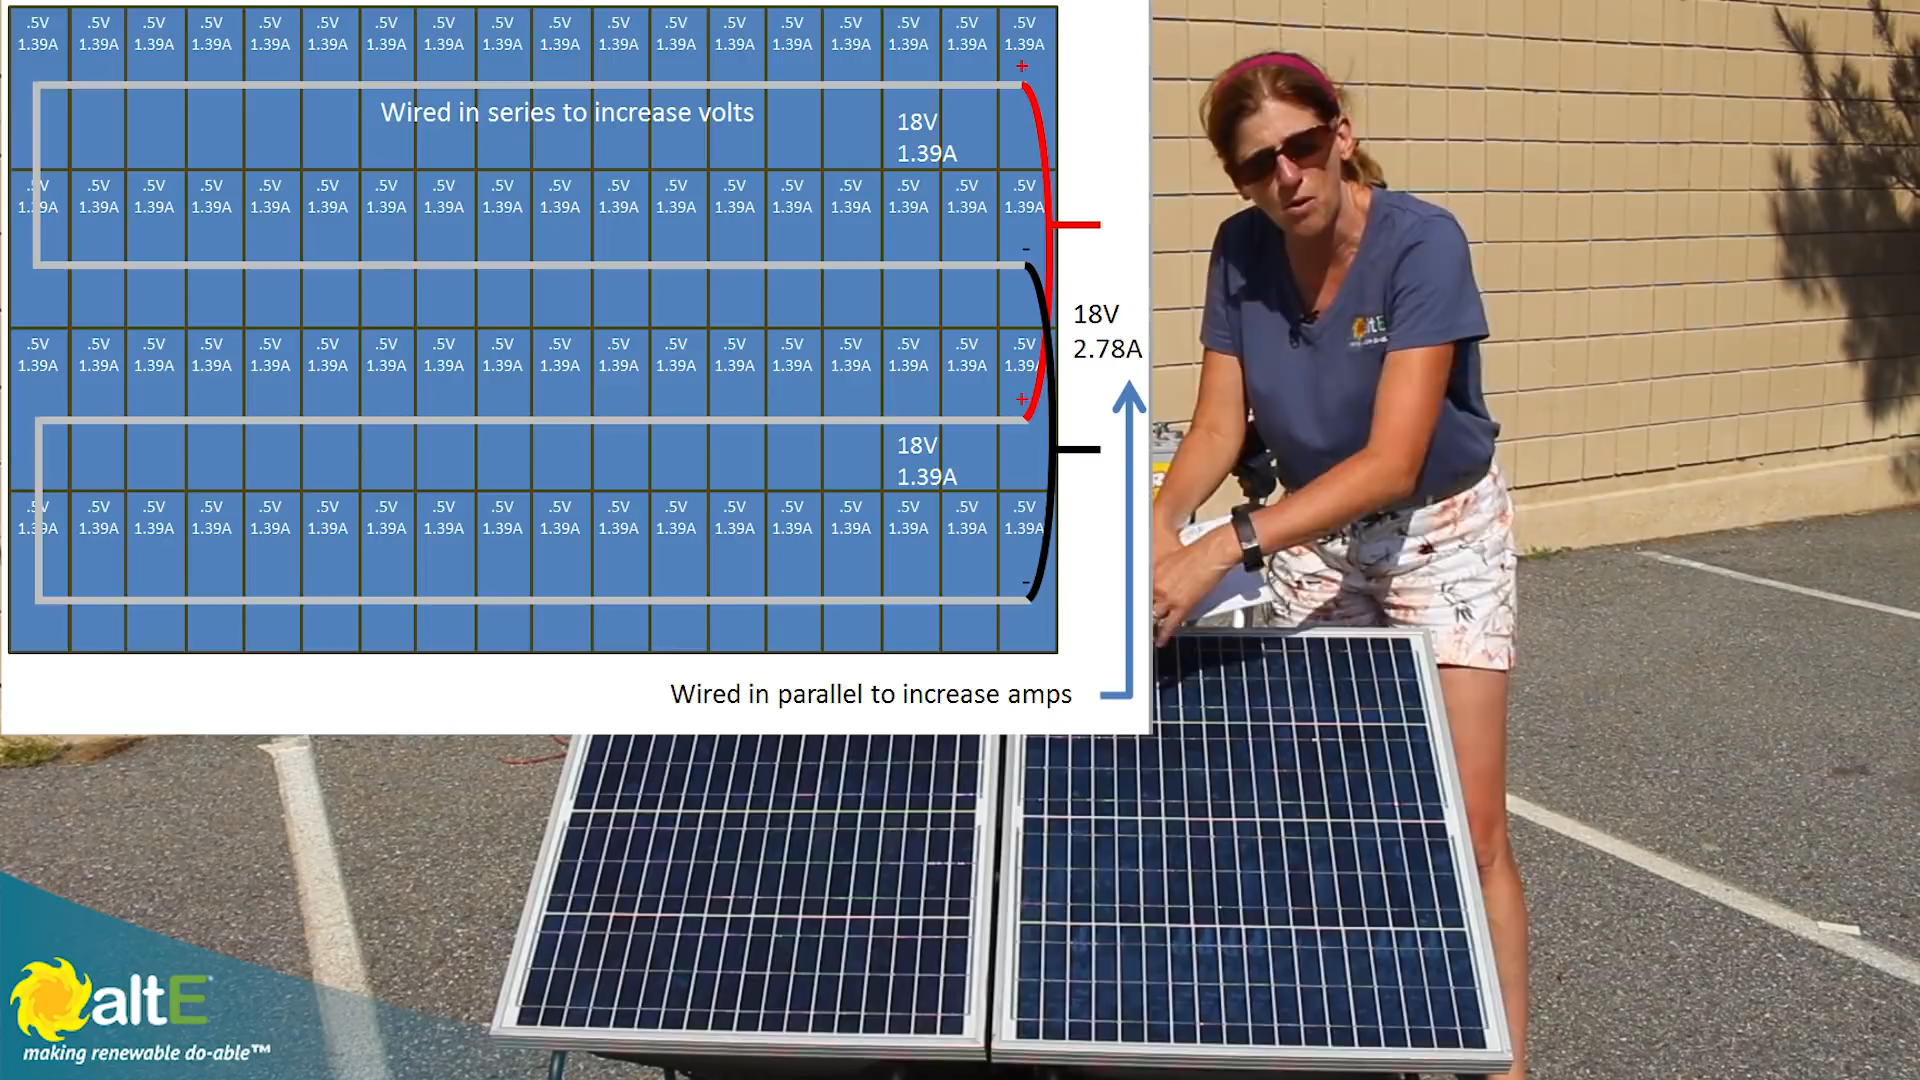 .5V .5V .5V .5V .5V .5V .5V .5V .5V .5V .5V .5V .5V .5V .5V .5V .5V .5V
1.39A 1.39A 1.39A 1.39A 1.39A 1.39A 1.39A 1.39A 1.39A 1.39A 1.39A 1.39A 1.39A 1.39A 1.39A 1.39A 1.39A 1.39A
+
Wired in series to increase volts
18V
1.39A
.5V .5V .5V .5V .5V .5V .5V .5V .5V .5V .5V .5V .5V .5V .5V .5V .5V .5V
1.39A 1.39A 1.39A 1.39A 1.39A 1.39A 1.39A 1.39A 1.39A 1.39A 1.39A 1.39A 1.39A 1.39A 1.39A 1.39A 1.39A 1.39A
-
18V
2.78A
.5V .5V .5V .5V .5V .5V .5V .5V .5V .5V .5V .5V .5V .5V .5V .5V .5V .5V
1.39A 1.39A 1.39A 1.39A 1.39A 1.39A 1.39A 1.39A 1.39A 1.39A 1.39A 1.39A 1.39A 1.39A 1.39A 1.39A 1.39A 1.39A
+
18V
1.39A
.5V .5V .5V .5V .5V .5V .5V .5V .5V .5V .5V .5V .5V .5V .5V .5V .5V .5V
1.39A 1.39A 1.39A 1.39A 1.39A 1.39A 1.39A 1.39A 1.39A 1.39A 1.39A 1.39A 1.39A 1.39A 1.39A 1.39A 1.39A 1.39A
-
Wired in parallel to increase amps
altE
altE
making renewable do-able™